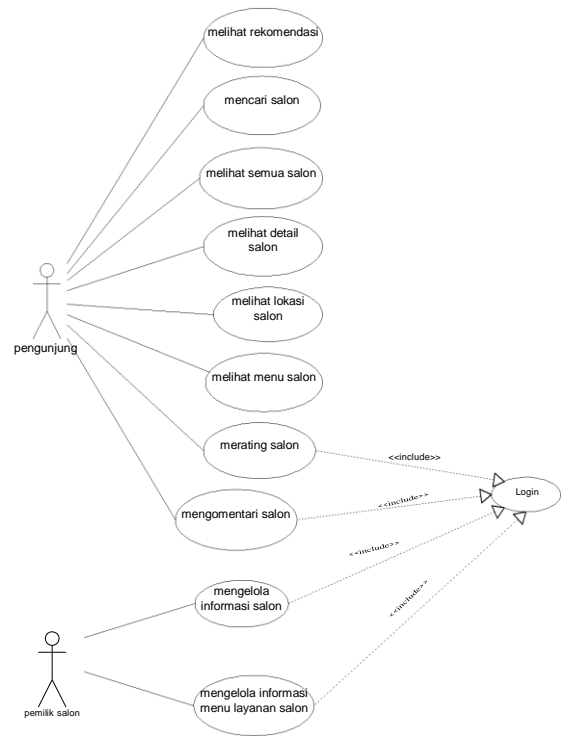 melihat rekomendasi
mencari salon
melihat semua salon
melihat detail
salon
melihat lokasi
salon
pengunjung
melihat menu salon
merating salon
<<include>>
Login
<<include>>
mengomentari salon
<<include>>
mengelola
informasi salon
<<include>>
mengelola informasi
menu layanan salon
pemilik salon